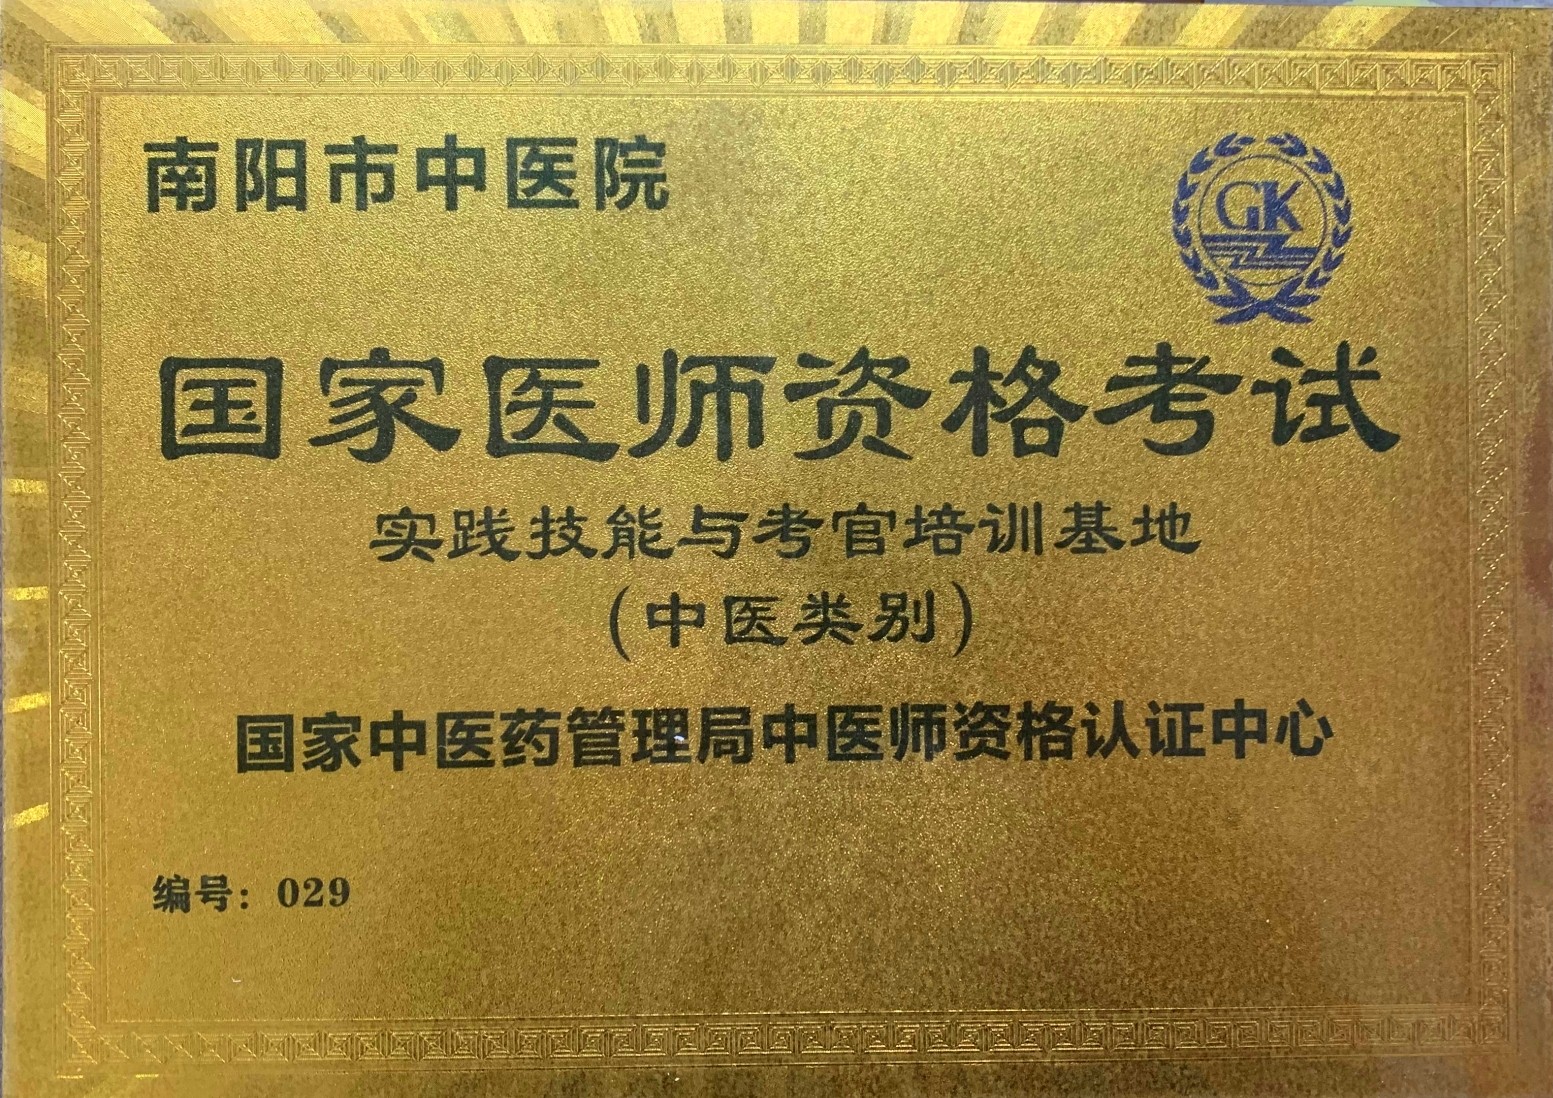 南阳市中医院
GK
国家医师资格考试
实践技能与考官培训基地
(中医类别)
国家中医药管理局中医师资格认证中心
编号：029